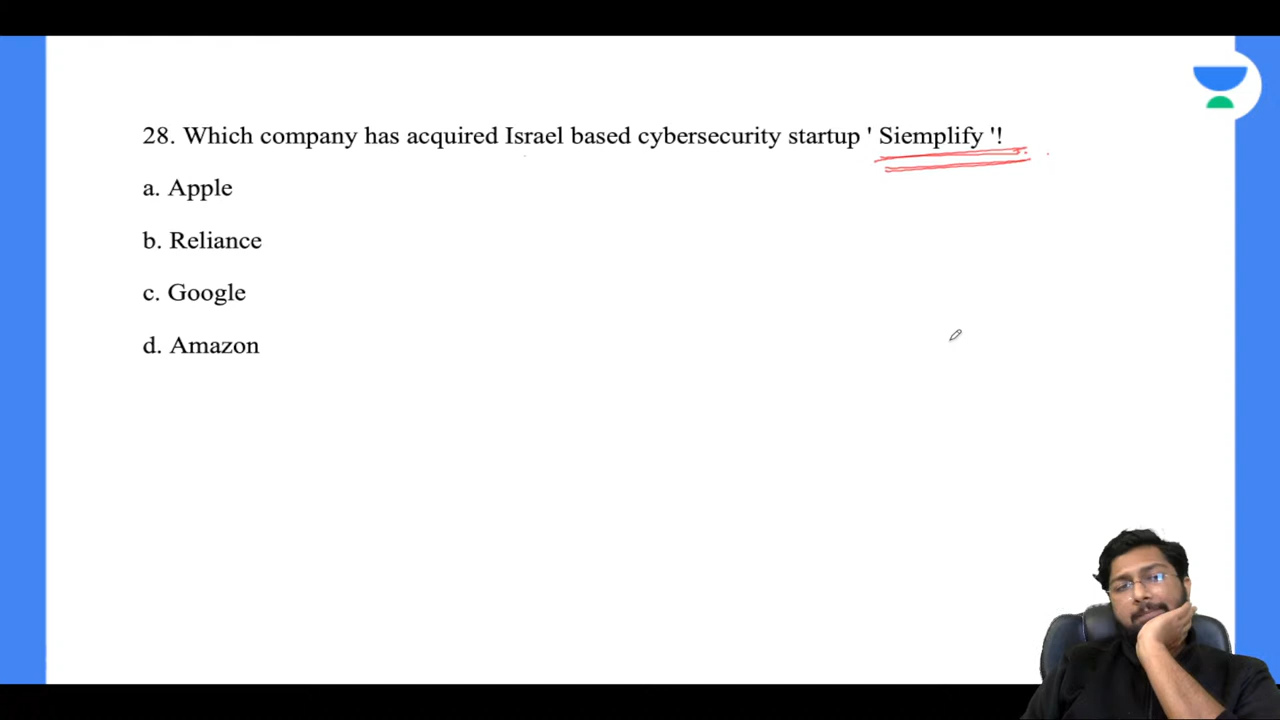 28. Which company has acquired Israel based cybersecurity startup ' Siemplify '!
a. Apple
b. Reliance
c. Google
d. Amazon